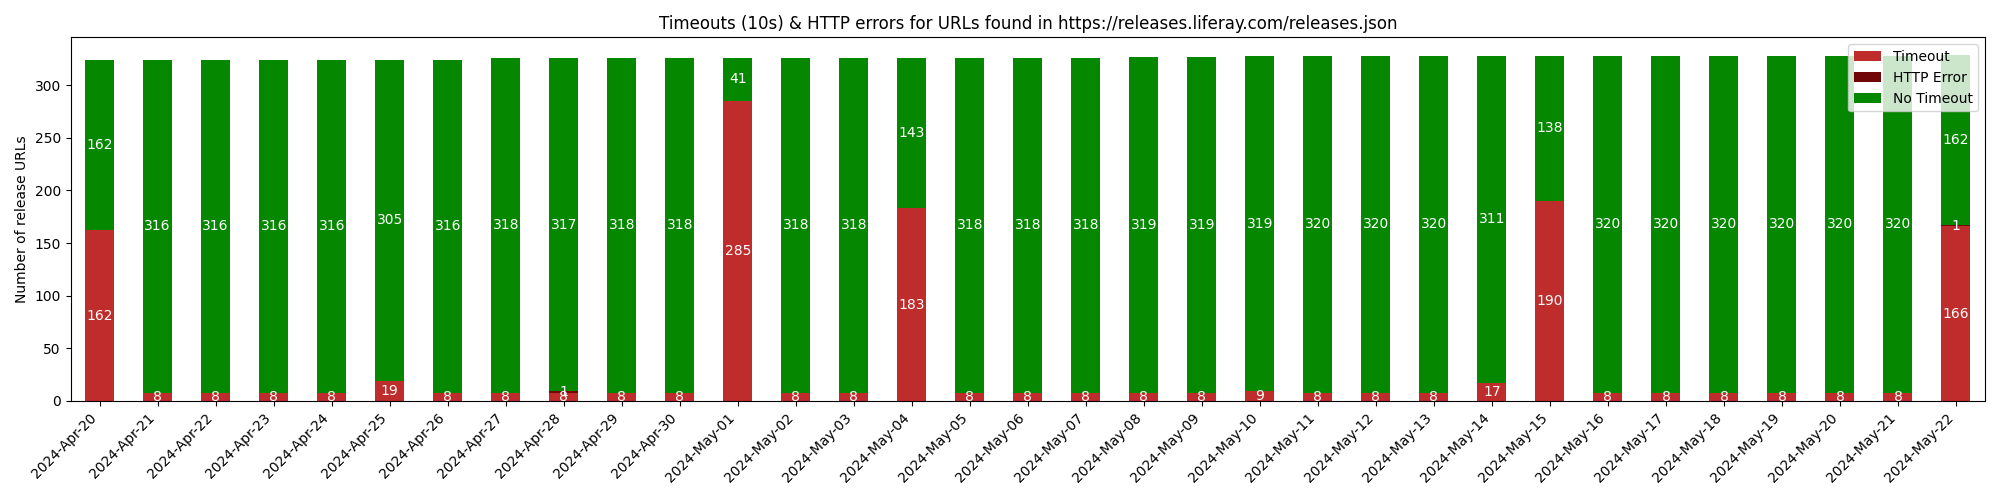 Timeouts (10s) & HTTP errors for URLs found in https://releases.liferay.com/releases.json
Number of release URLs
300
250
200
150
100
50
0
Timeout
HTTP Error
No Timeout
162 316 316 316 316 305 316 318 317 318 318 41 318 318 143 318 318 318 319 319 319 320 320 320 311 138 320 320 320 320 320 320 162
1 1
162 8 8 8 8 19 8 8 8 8 8 285 8 8 183 8 8 8 8 8 9 8 8 8 17 190 8 8 8 8 8 8 166
2024-Apr-20
2024-Apr-21
2024-Apr-22
2024-Apr-23
2024-Apr-24
2024-Apr-25
2024-Apr-26
2024-Apr-27
2024-Apr-28
2024-Apr-29
2024-Apr-30
2024-May-01
2024-May-02
2024-May-03
2024-May-04
2024-May-05
2024-May-06
2024-May-07
2024-May-08
2024-May-09
2024-May-10
2024-May-11
2024-May-12
2024-May-13
2024-May-14
2024-May-15
2024-May-16
2024-May-17
2024-May-18
2024-May-19
2024-May-20
2024-May-21
2024-May-22